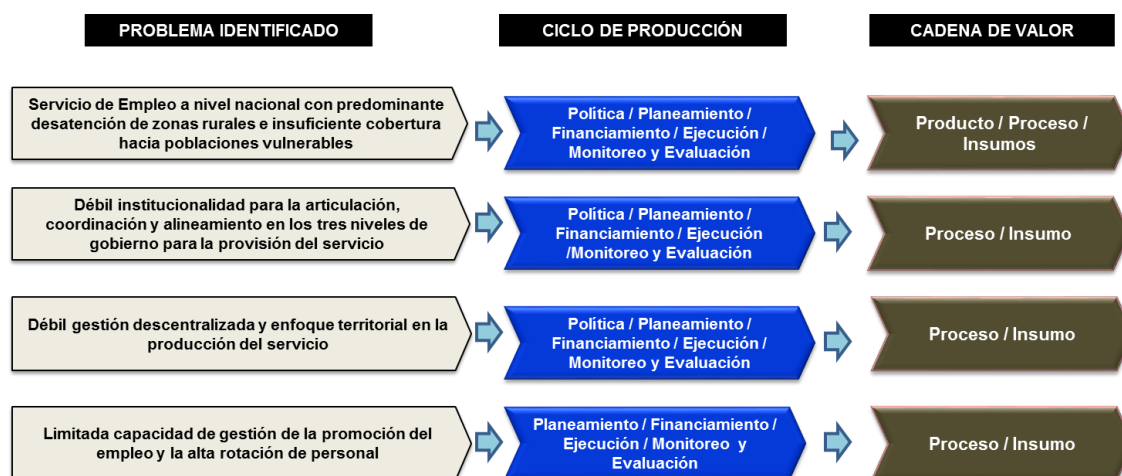 PROBLEMA IDENTIFICADO
CICLO DE PRODUCCIÓN
CADENA DE VALOR
Servicio de Empleo a nivel nacional con predominante
desatención de zonas rurales e insuficiente cobertura
hacia poblaciones vulnerables
Política / Planeamiento /
Financiamiento / Ejecución /
Monitoreo y Evaluación
Producto / Proceso /
Insumos
Débil institucionalidad para la articulación,
coordinación y alineamiento en los tres niveles de
gobierno para la provisión del servicio
Política / Planeamiento /
Financiamiento / Ejecución
/Monitoreo y Evaluación
Proceso / Insumo
Débil gestión descentralizada y enfoque territorial en la
producción del servicio
Política / Planeamiento /
Financiamiento / Ejecución /
Monitoreo y Evaluación
Proceso / Insumo
Limitada capacidad de gestión de la promoción del
empleo y la alta rotación de personal
Planeamiento / Financiamiento /
Ejecución / Monitoreo y
Evaluación
Proceso / Insumo